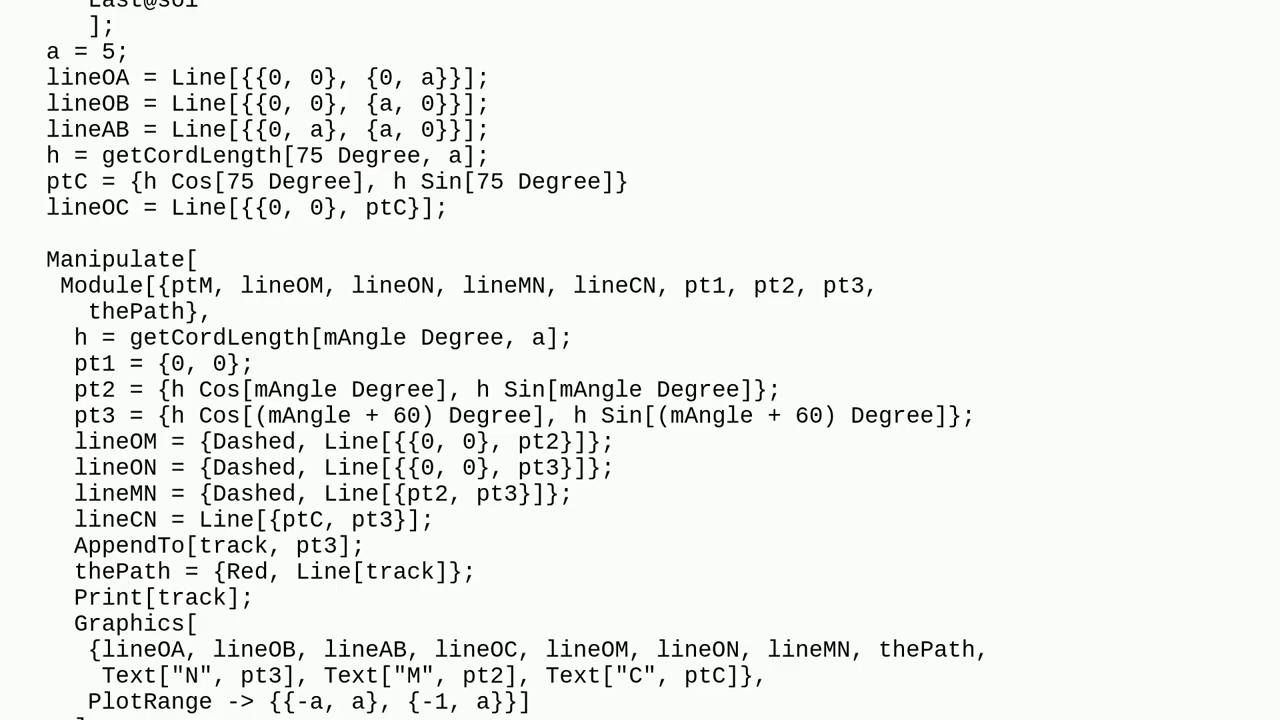 Last@sol
];
a = 5;
lineOA = Line[{{0, 0}, {0, a}}];
lineOB = Line[{{0, 0}, {a, 0}}];
lineAB = Line[{{0, a}, {a, 0}}];
h = getCordLength[75 Degree, a];
ptC = {h Cos[75 Degree], h Sin[75 Degree]}
lineOC = Line[{{0, 0}, ptC}];
Manipulate[
Module[{ptM, lineOM, lineON, lineMN, lineCN, pt1, pt2, pt3,
thePath},
h = getCordLength[mAngle Degree, a];
pt1 = {0, 0};
pt2 = {h Cos[mAngle Degree], h Sin[mAngle Degree]};
pt3 = {h Cos[(mAngle + 60) Degree], h Sin[(mAngle + 60) Degree]};
lineOM = {Dashed, Line[{{0, 0}, pt2}]};
lineON = {Dashed, Line[{{0, 0}, pt3}]};
lineMN = {Dashed, Line[{pt2, pt3}]};
lineCN = Line[{ptC, pt3}];
AppendTo[track, pt3];
thePath = {Red, Line[track]};
Print[track];
Graphics[
{lineOA, lineOB, lineAB, lineOC, lineOM, lineON, lineMN, thePath,
Text["N", pt3], Text["M", pt2], Text["C", ptC]},
PlotRange -> {{-a, a}, {-1, a}}]